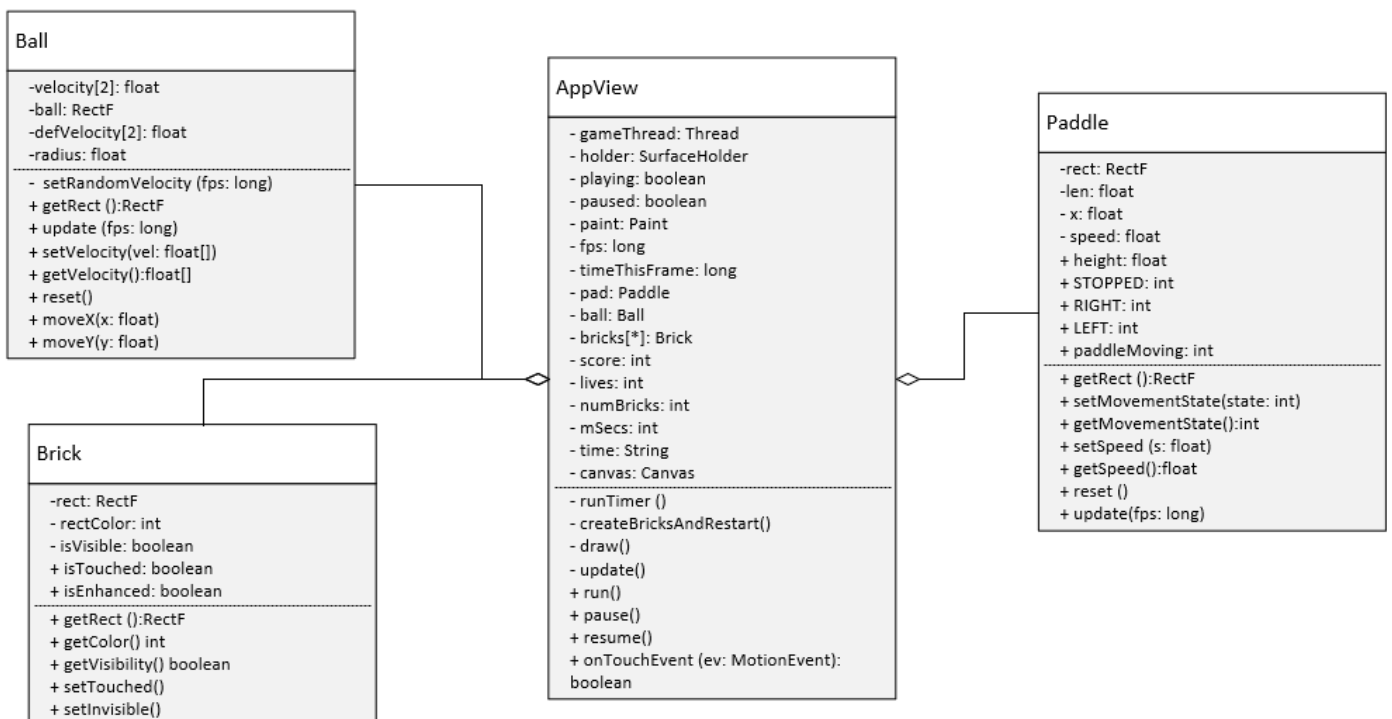 Ball
-velocity[2]: float
-ball: RectF
-defVelocity[2]: float
-radius: float
- setRandomVelocity (fps: long)
+ getRect ():RectF
+ update (fps: long)
+ setVelocity(vel: float[])
+ getVelocity():float[]
+ reset()
+ moveX(x: float)
+ moveY(y: float)
Brick
-rect: RectF
- rectColor: int
- isVisible: boolean
+ isTouched: boolean
+ isEnhanced: boolean
+ getRect ():RectF
+ getColor() int
+ getVisibility() boolean
+ setTouched()
+ setInvisible()
AppView
- gameThread: Thread
- holder: SurfaceHolder
- playing: boolean
- paused: boolean
- paint: Paint
- fps: long
- timeThisFrame: long
- pad: Paddle
- ball: Ball
- bricks[*]: Brick
- score: int
- lives: int
- numBricks: int
- mSecs: int
- time: String
- canvas: Canvas
- runTimer ()
- createBricksAndRestart()
- draw()
- update()
+ run()
+ pause()
+ resume()
+ onTouchEvent (ev: MotionEvent):
boolean
Paddle
-rect: RectF
-len: float
- x: float
- speed: float
+ height: float
+ STOPPED: int
+ RIGHT: int
+ LEFT: int
+ paddleMoving: int
+ getRect ():RectF
+ setMovementState(state: int)
+ getMovementState():int
+ setSpeed (s: float)
+ getSpeed():float
+ reset ()
+ update(fps: long)